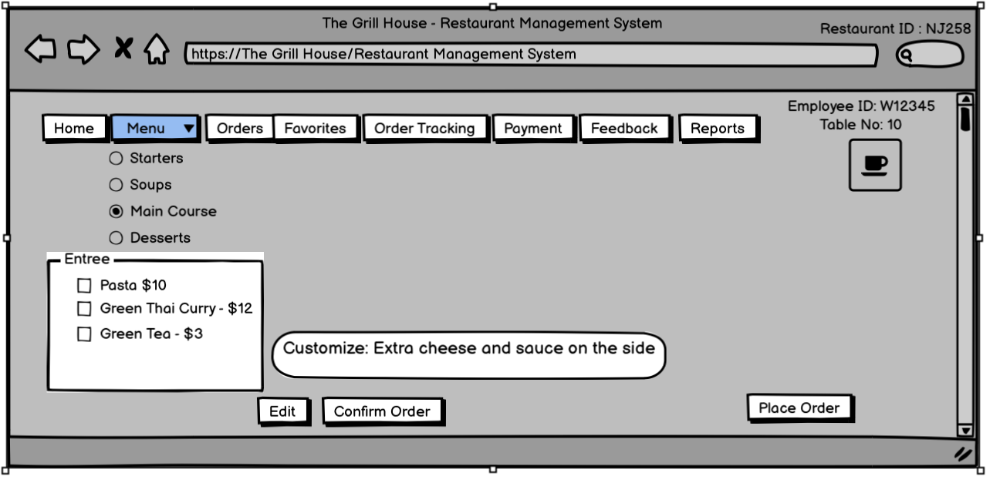 The Grill House - Restaurant Management System
Restaurant ID : NJ258
https://The Grill House/Restaurant Management System
Employee ID: W12345
Table No: 10
Home Menu Orders Favorites Order Tracking Payment Feedback Reports
Starters
Soups
Main Course
Desserts
Entree
Pasta $10
Green Thai Curry - $12
Green Tea - $3
Customize: Extra cheese and sauce on the side
Edit Confirm Order Place Order